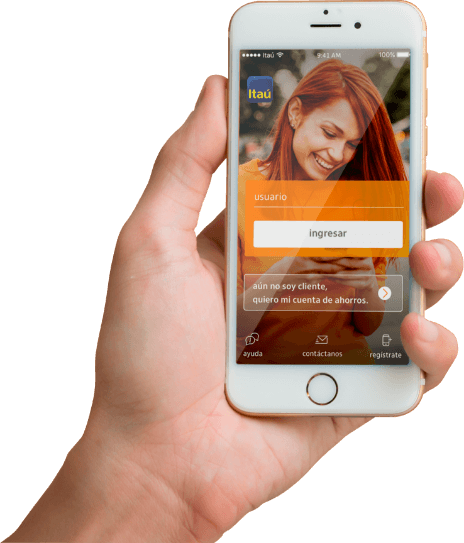 Itaú
9:41 AM
100%
Itaú
usuario
ingresar
aún no soy cliente,
quiero mi cuenta de ahorros.
ayuda
contáctanos
regístrate